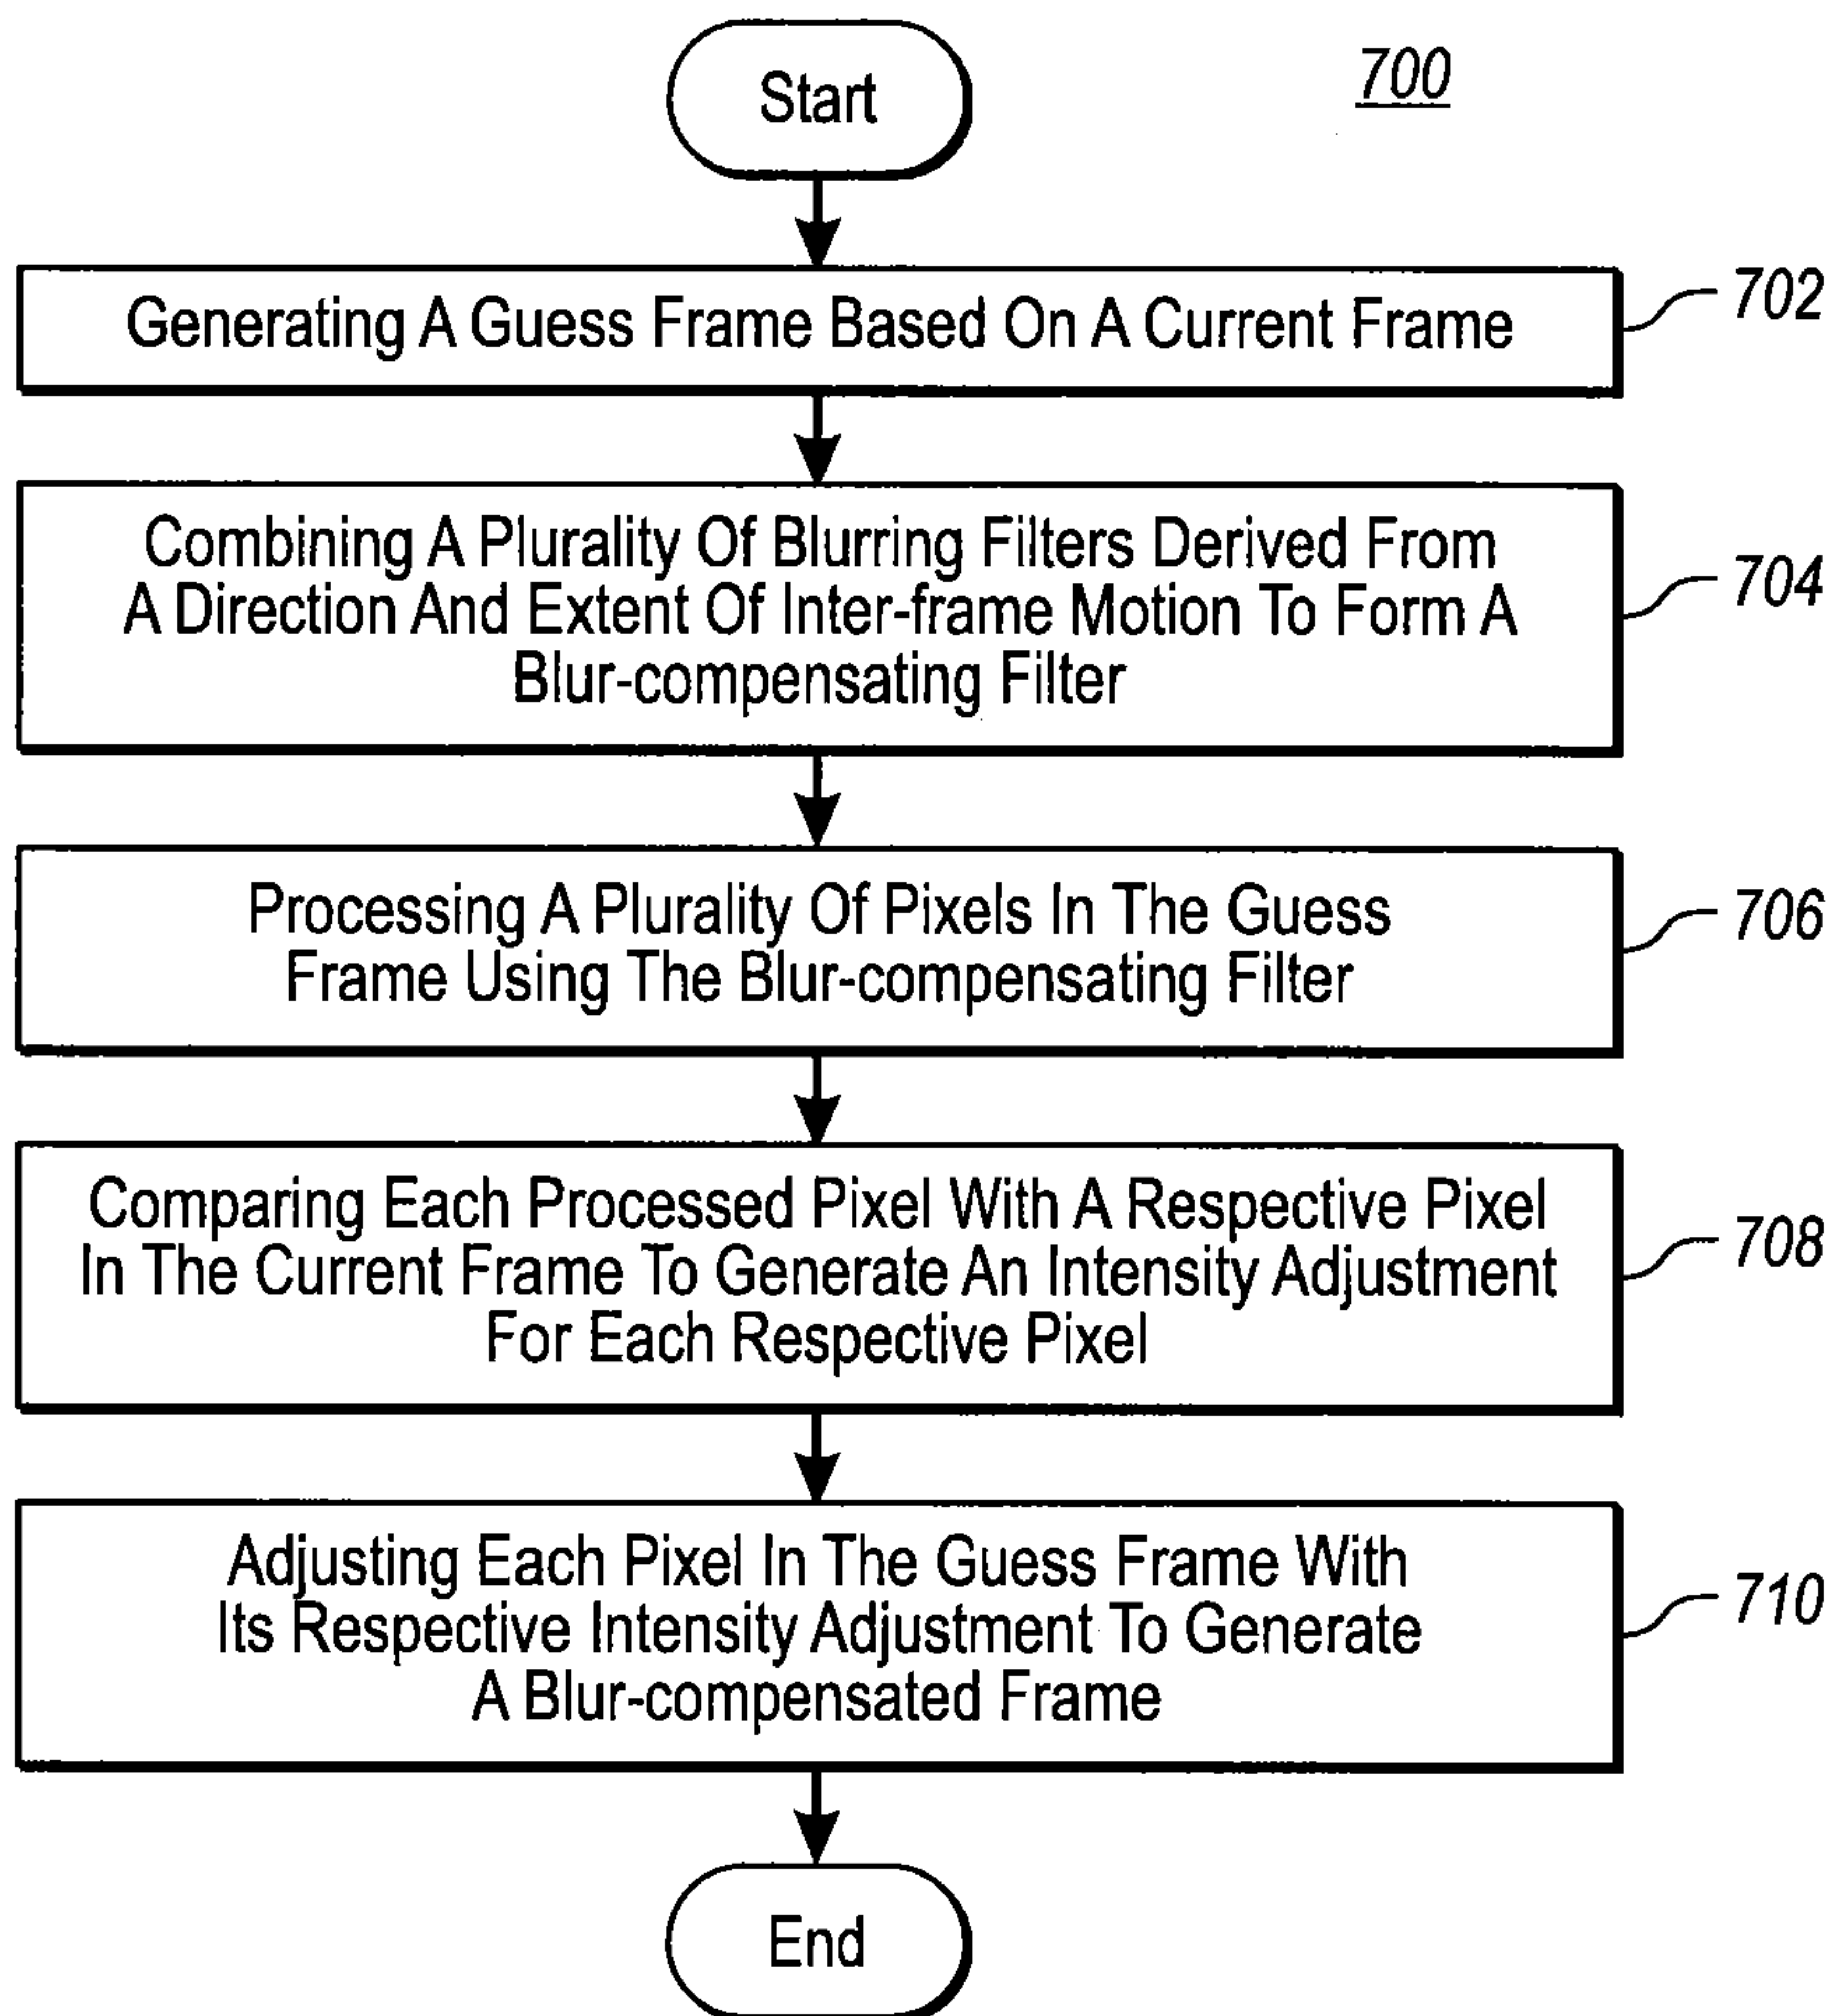 Start
700
Generating A Guess Frame Based On A Current Frame
702
Combining A Plurality Of Blurring Filters Derived From
A Direction And Extent Of Inter-frame Motion To Form A
Blur-compensating Filter
704
Processing A Plurality Of Pixels In The Guess
Frame Using The Blur-compensating Filter
706
Comparing Each Processed Pixel With A Respective Pixel
In The Current Frame To Generate An Intensity Adjustment
For Each Respective Pixel
708
Adjusting Each Pixel In The Guess Frame With
Its Respective Intensity Adjustment To Generate
A Blur-compensated Frame
710
End